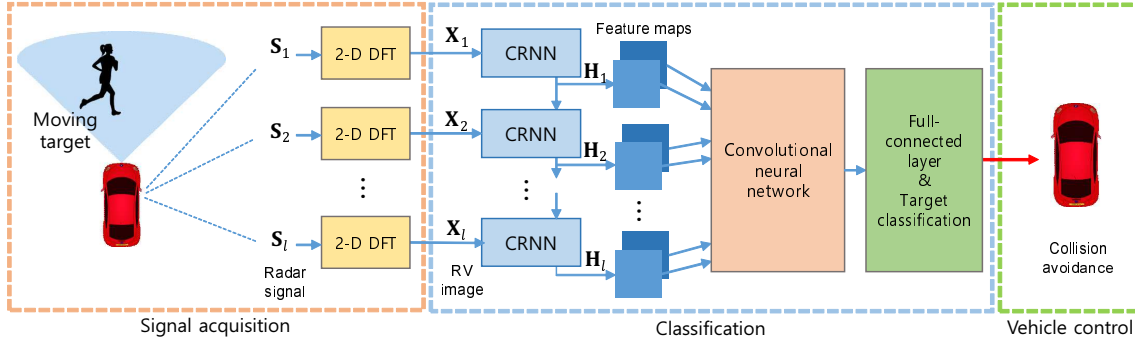 Moving
target
S1
2-D DFT
X1
S2
2-D DFT
X2
⋮
Sl
2-D DFT
Xl
Radar
signal
RV
image
Signal acquisition
CRNN
H1
Feature maps
CRNN
H2
⋮
⋮
CRNN
Hl
Convolutional
neural
network
Full-
connected
layer
&
Target
classification
Classification
Collision
avoidance
Vehicle control